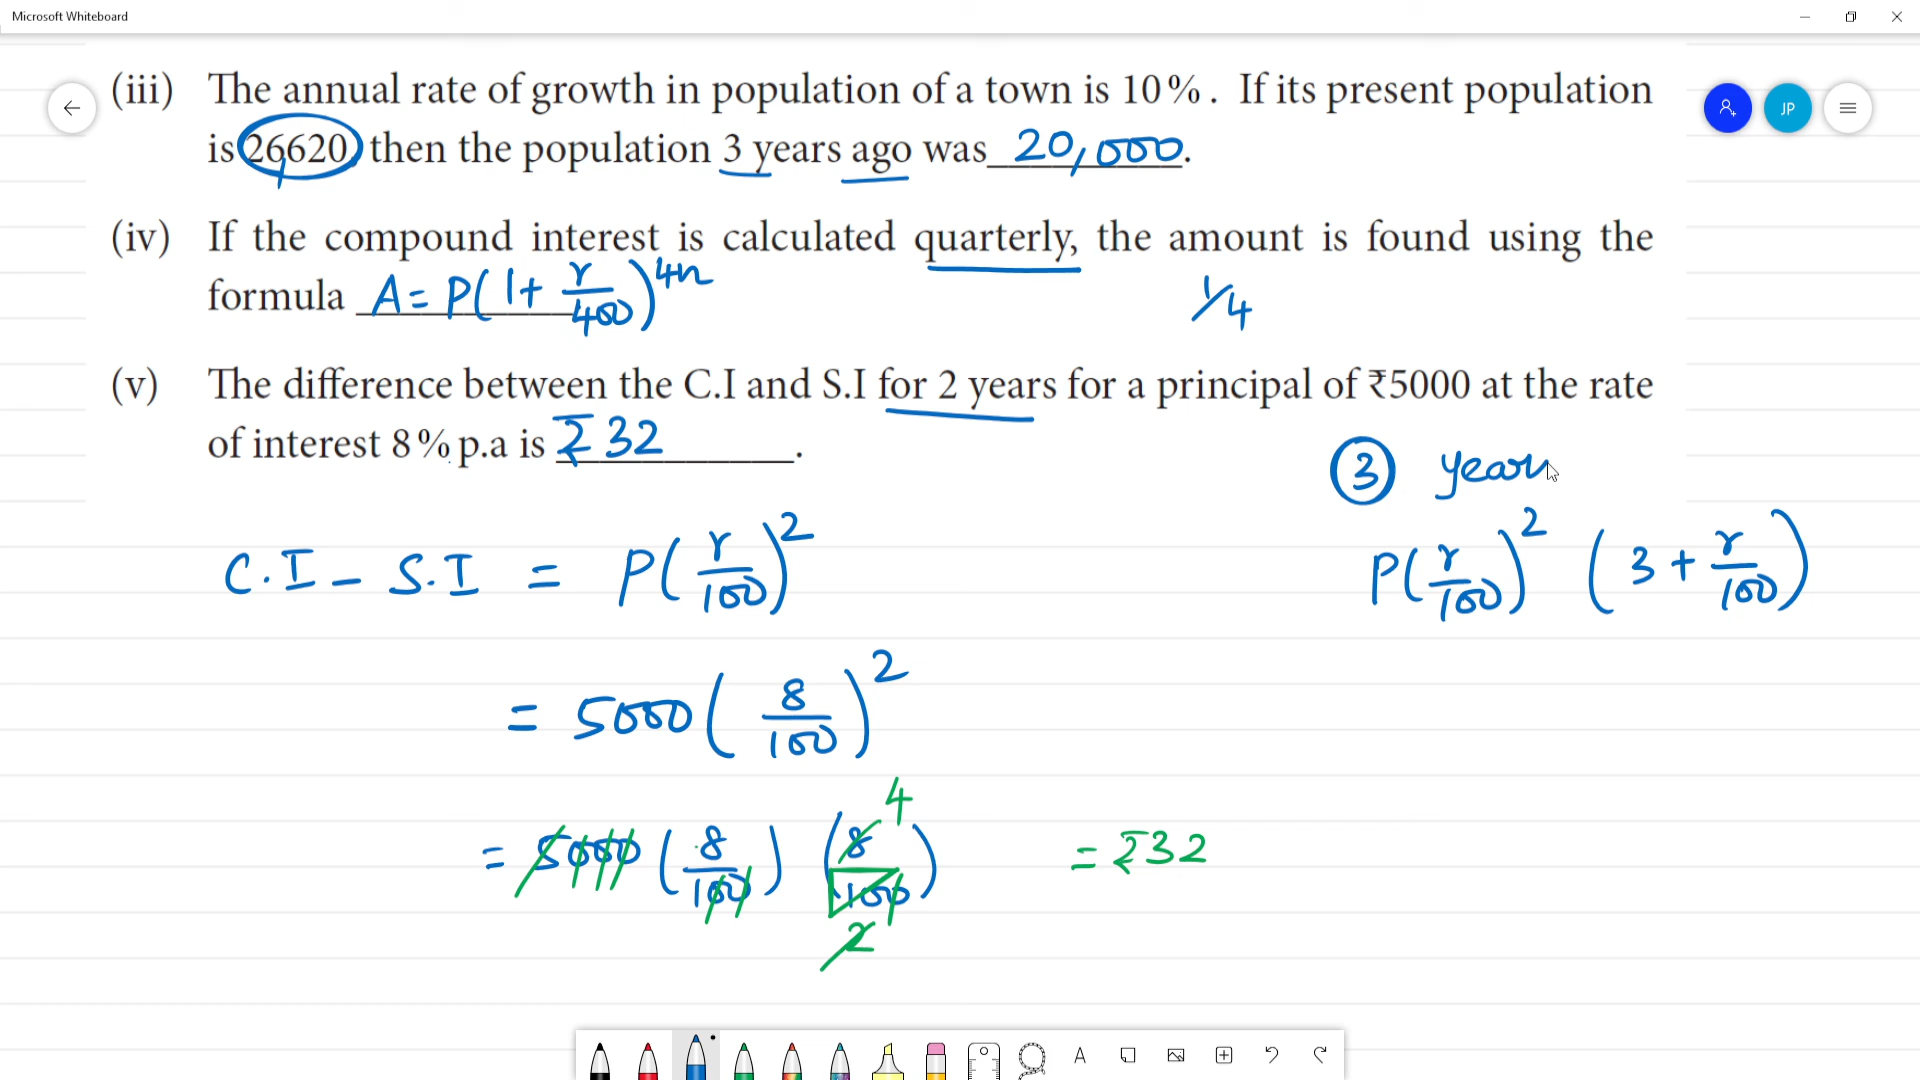 Microsoft Whiteboard
(iii) The annual rate of growth in population of a town is 10%. If its present population
is 26,620, then the population 3 years ago was 20,000.
JP
(iv) If the compound interest is calculated quarterly, the amount is found using the
formula A = P(1 + r/400)^4n
1/4
(v) The difference between the C.I and S.I for 2 years for a principal of ₹5000 at the rate
of interest 8% p.a is ₹32.
3 years
C.I – S.I = P(r/100)^2
P(r/100)^2 (3 + r/100)
= 5000(8/100)^2
= 5000(8/100)(8/100) 4 2 = ₹32
A